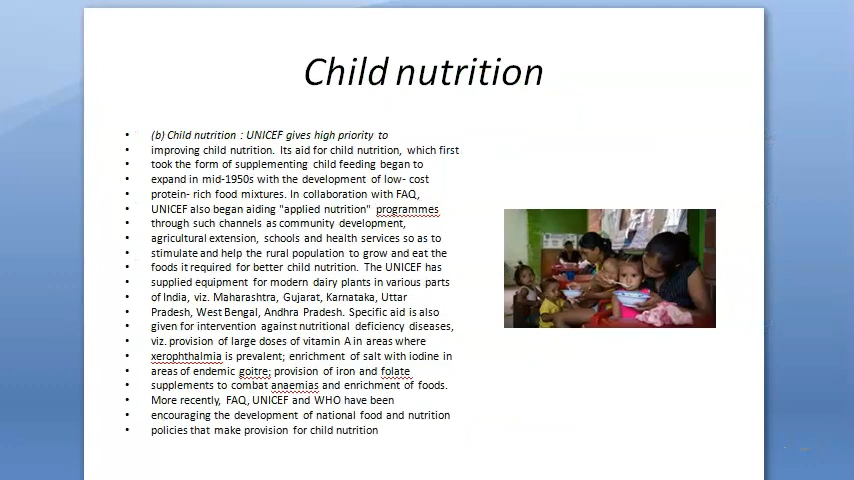 Child nutrition
• (b) Child nutrition : UNICEF gives high priority to
• improving child nutrition. Its aid for child nutrition, which first
• took the form of supplementing child feeding began to
• expand in mid-1950s with the development of low- cost
• protein- rich food mixtures. In collaboration with FAQ,
• UNICEF also began aiding "applied nutrition" programmes
• through such channels as community development,
• agricultural extension, schools and health services so as to
• stimulate and help the rural population to grow and eat the
• foods it required for better child nutrition. The UNICEF has
• supplied equipment for modern dairy plants in various parts
• of India, viz. Maharashtra, Gujarat, Karnataka, Uttar
• Pradesh, West Bengal, Andhra Pradesh. Specific aid is also
• given for intervention against nutritional deficiency diseases,
• viz. provision of large doses of vitamin A in areas where
• xerophthalmia is prevalent; enrichment of salt with iodine in
• areas of endemic goitre; provision of iron and folate
• supplements to combat anaemias and enrichment of foods.
• More recently, FAQ, UNICEF and WHO have been
• encouraging the development of national food and nutrition
• policies that make provision for child nutrition